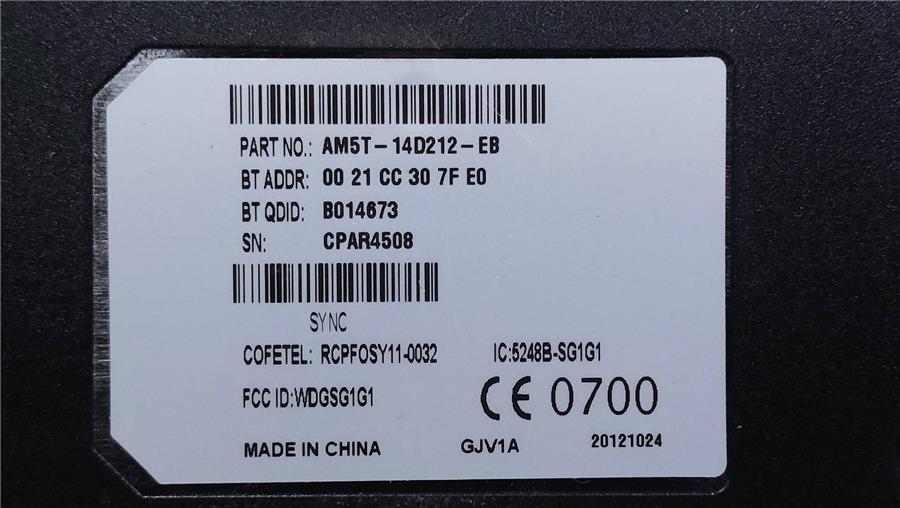 PART NO.: AM5T-14D212-EB
BT ADDR: 00 21 CC 30 7F E0
BT QDID: B014673
SN: CPAR4508
SYNC
COFETEL: RCPFOSY11-0032 IC:5248B-SG1G1
FCC ID:WDGSG1G1 CE 0700
MADE IN CHINA GJV1A 20121024